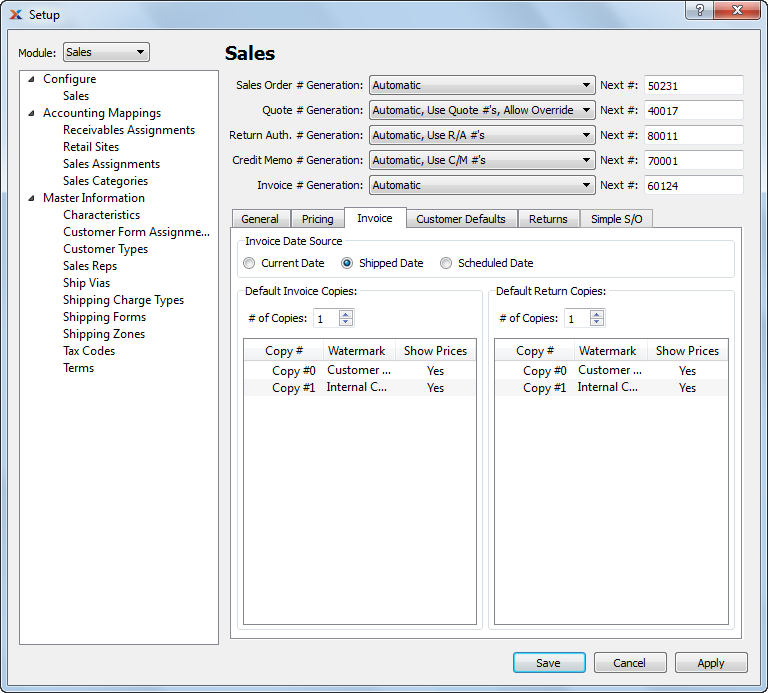 Setup
Module: Sales
Configure
Sales
Accounting Mappings
Receivables Assignments
Retail Sites
Sales Assignments
Sales Categories
Master Information
Characteristics
Customer Form Assignme...
Customer Types
Sales Reps
Ship Vias
Shipping Charge Types
Shipping Forms
Shipping Zones
Tax Codes
Terms
Sales
Sales Order # Generation: Automatic Next #: 50231
Quote # Generation: Automatic, Use Quote #'s, Allow Override Next #: 40017
Return Auth. # Generation: Automatic, Use R/A #'s Next #: 80011
Credit Memo # Generation: Automatic, Use C/M #'s Next #: 70001
Invoice # Generation: Automatic Next #: 60124
General Pricing Invoice Customer Defaults Returns Simple S/O
Invoice Date Source
Current Date Shipped Date Scheduled Date
Default Invoice Copies:
# of Copies: 1
Copy # Watermark Show Prices
Copy #0 Customer ... Yes
Copy #1 Internal C... Yes
Default Return Copies:
# of Copies: 1
Copy # Watermark Show Prices
Copy #0 Customer ... Yes
Copy #1 Internal C... Yes
Save Cancel Apply